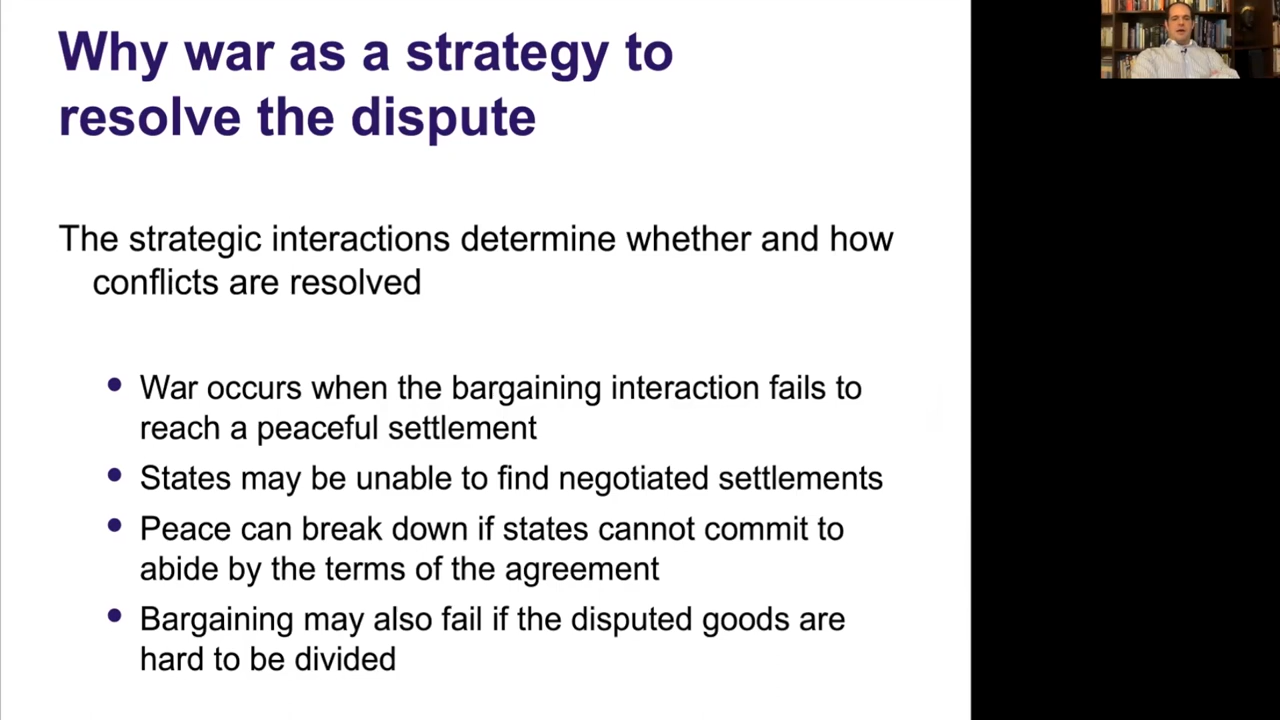 Why war as a strategy to
resolve the dispute
The strategic interactions determine whether and how
conflicts are resolved
• War occurs when the bargaining interaction fails to
reach a peaceful settlement
• States may be unable to find negotiated settlements
• Peace can break down if states cannot commit to
abide by the terms of the agreement
• Bargaining may also fail if the disputed goods are
hard to be divided